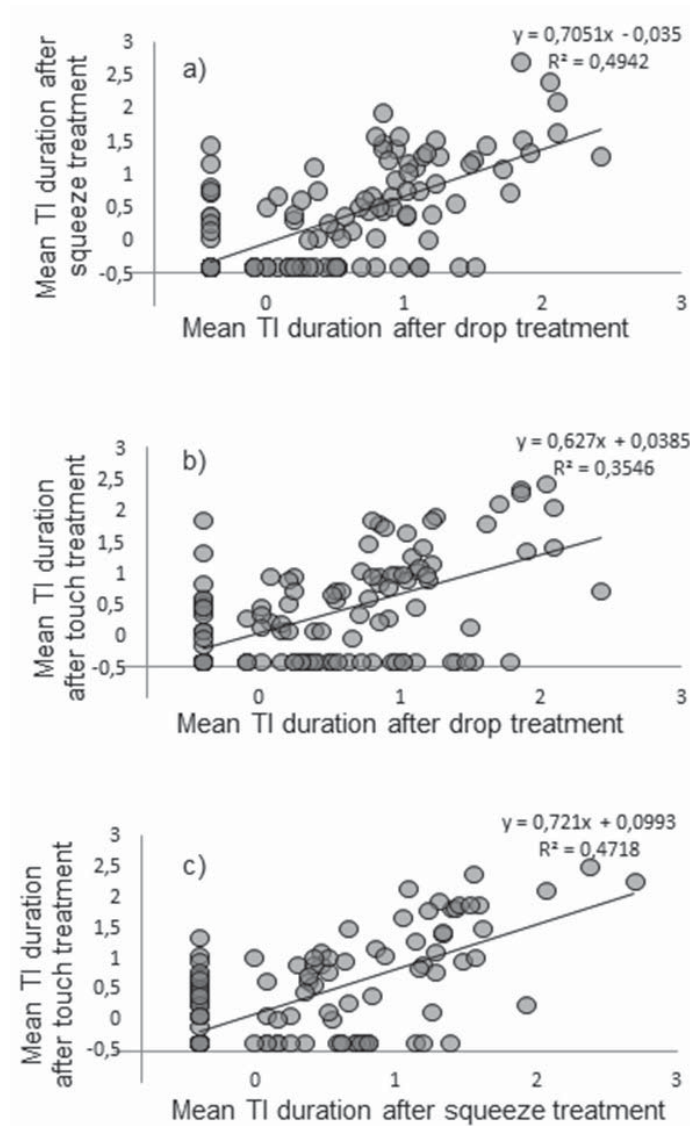 y = 0,7051x - 0,035
R² = 0,4942
a)
Mean TI duration after
squeeze treatment
3
2,5
2
1,5
1
0,5
0
-0,5
0 1 2 3
Mean TI duration after drop treatment
y = 0,627x + 0,0385
R² = 0,3546
b)
Mean TI duration
after touch treatment
3
2,5
2
1,5
1
0,5
0
-0,5
0 1 2 3
Mean TI duration after drop treatment
y = 0,721x + 0,0993
R² = 0,4718
c)
Mean TI duration
after touch treatment
3
2,5
2
1,5
1
0,5
0
-0,5
0 1 2 3
Mean TI duration after squeeze treatment